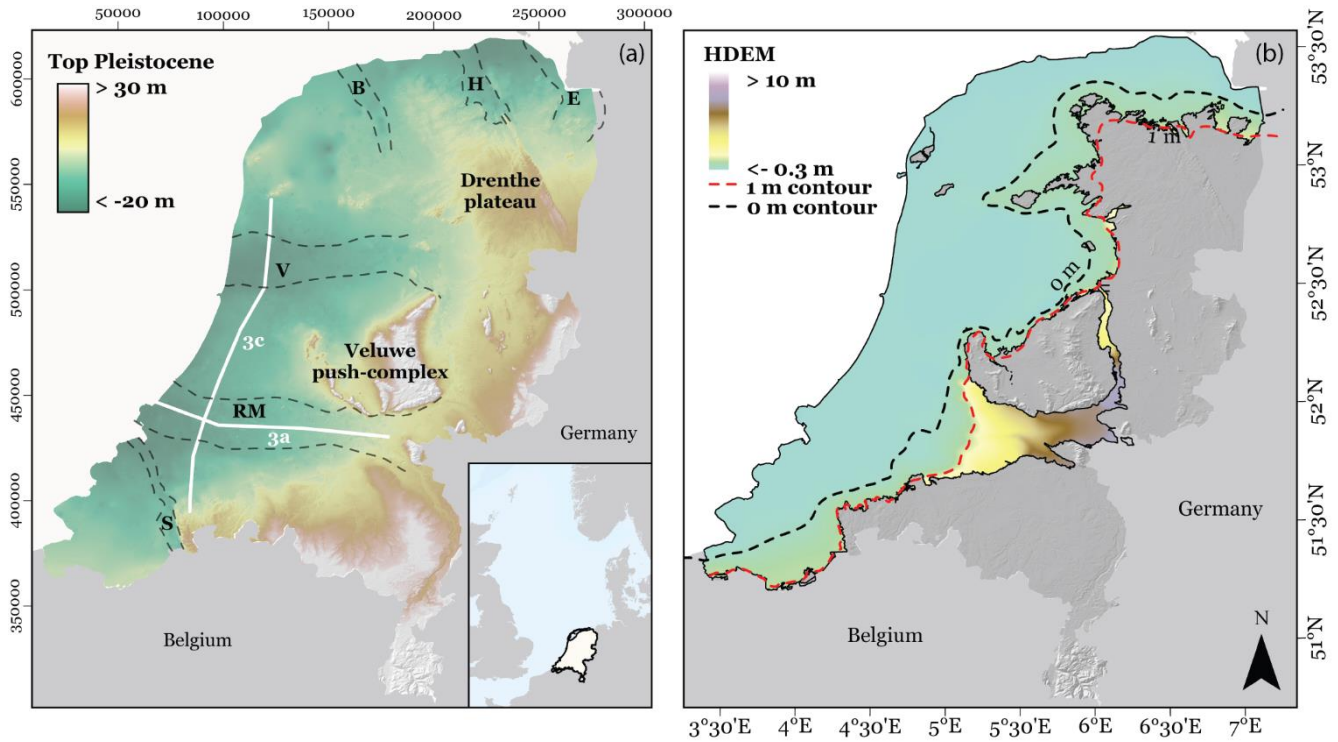 50000 100000 150000 200000 250000 300000
(a)
Top Pleistocene
> 30 m
< -20 m
B
H
E
Drenthe
plateau
V
3c
Veluwe
push-complex
RM
3a
S
Germany
Belgium
600000
550000
500000
450000
400000
350000
(b)
HDEM
> 10 m
<- 0.3 m
1 m contour
0 m contour
1 m
0 m
Germany
Belgium
N
53°30'N
53°N
52°30'N
52°N
51°30'N
51°N
3°30'E 4°E 4°30'E 5°E 5°30'E 6°E 6°30'E 7°E